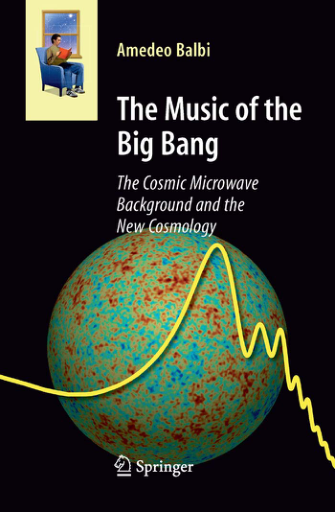 Amedeo Balbi
The Music of the
Big Bang
The Cosmic Microwave
Background and the
New Cosmology
Springer